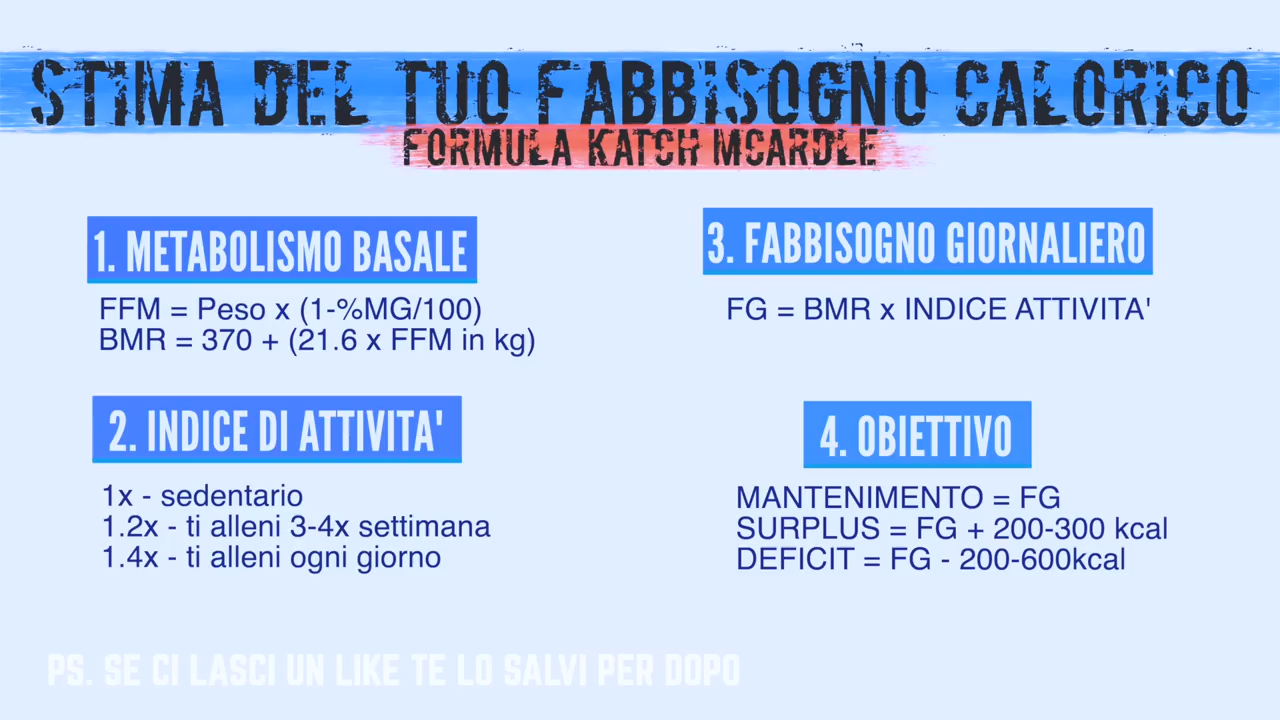 STIMA DEL TUO FABBISOGNO CALORICO
FORMULA KATCH MCARDLE
1. METABOLISMO BASALE
FFM = Peso x (1-%MG/100)
BMR = 370 + (21.6 x FFM in kg)
2. INDICE DI ATTIVITA'
1x - sedentario
1.2x - ti alleni 3-4x settimana
1.4x - ti alleni ogni giorno
3. FABBISOGNO GIORNALIERO
FG = BMR x INDICE ATTIVITA'
4. OBIETTIVO
MANTENIMENTO = FG
SURPLUS = FG + 200-300 kcal
DEFICIT = FG - 200-600kcal
PS. SE CI LASCI UN LIKE TE LO SALVI PER DOPO